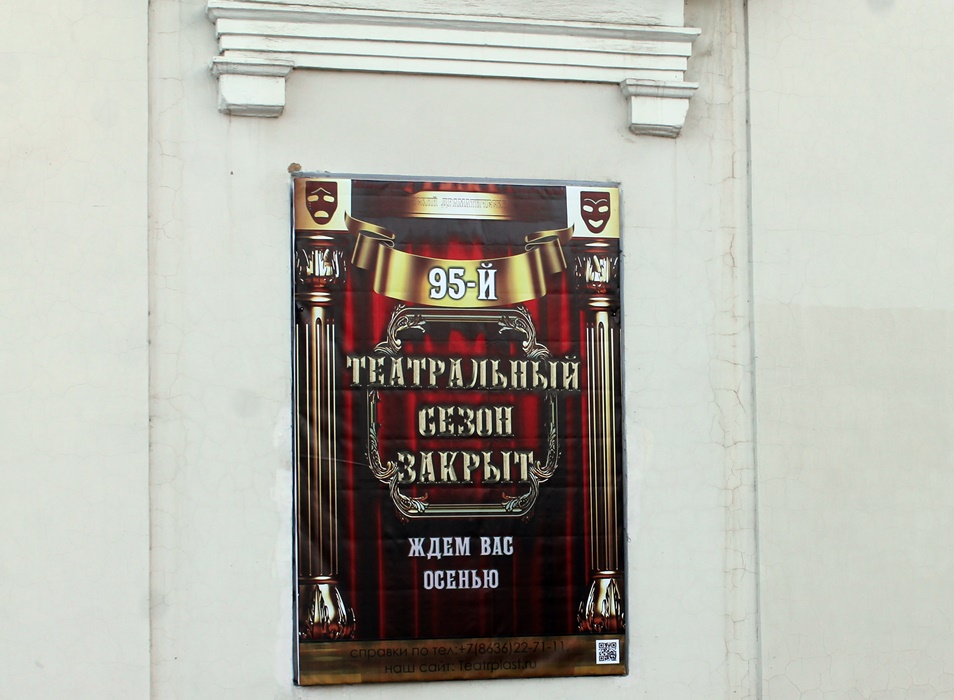 95-Й
ТЕАТРАЛЬНЫЙ
СЕЗОН
ЗАКРЫТ
ЖДЕМ ВАС
ОСЕНЬЮ
справки по тел:+7(8636)22-71-11
наш сайт: Teatrplast.ru